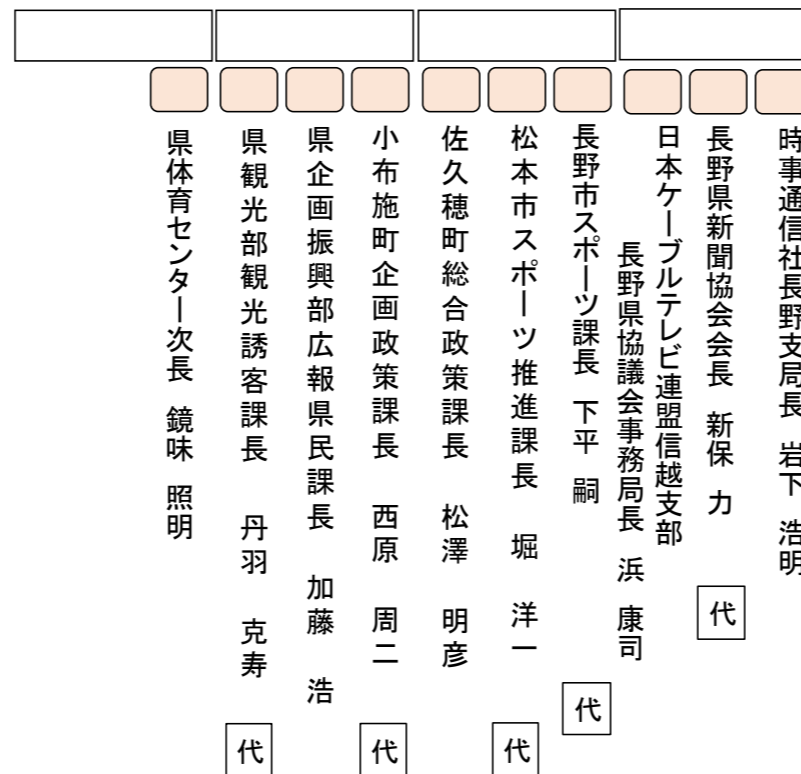 時事通信社長野支局長 岩下 浩明
長野県新聞協会会長 新保 力
代
日本ケーブルテレビ連盟信越支部
長野県協議会事務局長 浜 康司
長野市スポーツ課長 下平 嗣
代
松本市スポーツ推進課長 堀 洋一
代
佐久穂町総合政策課長 松澤 明彦
小布施町企画政策課長 西原 周二
代
県企画振興部広報県民課長 加藤 浩
県観光部観光誘客課長 丹羽 克寿
代
県体育センター次長 鏡味 照明